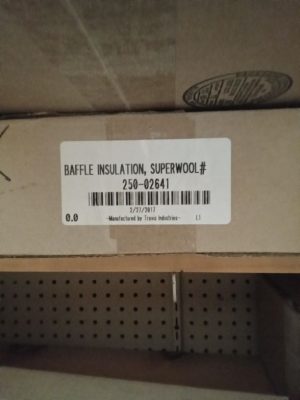 BAFFLE INSULATION, SUPERWOOL#
250-02641
2/27/2017
0.0 -Manufactured by Travis Industries- L1